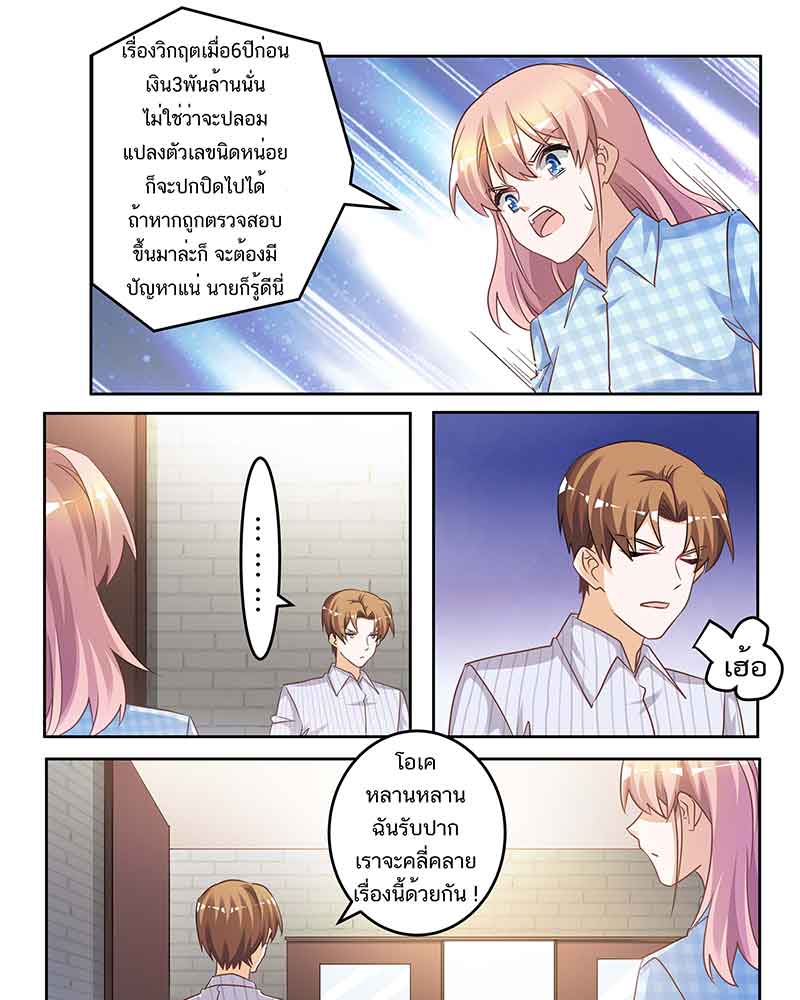 เรื่องวิกฤตเมื่อ6ปีก่อน
เงิน3พันล้านนั่น
ไม่ใช่ว่าจะปลอม
แปลงตัวเลขนิดหน่อย
ก็จะปกปิดไปได้
ถ้าหากถูกตรวจสอบ
ขึ้นมาล่ะก็ จะต้องมี
ปัญหาแน่ นายก็รู้ดีนี่
.........
เฮ้อ
โอเค
หลานหลาน
ฉันรับปาก
เราจะคลี่คลาย
เรื่องนี้ด้วยกัน !